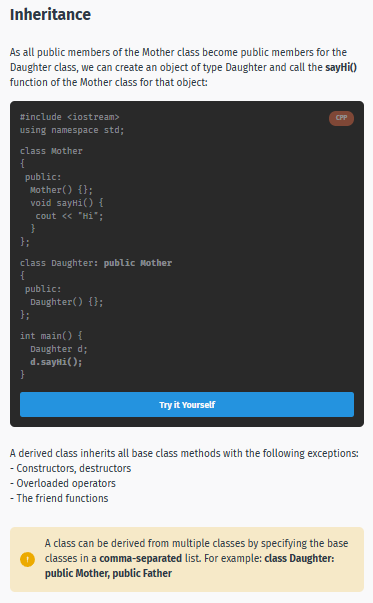 Inheritance
As all public members of the Mother class become public members for the
Daughter class, we can create an object of type Daughter and call the sayHi()
function of the Mother class for that object:
CPP
#include <iostream>
using namespace std;
class Mother
{
public:
Mother() {};
void sayHi() {
cout << "Hi";
}
};
class Daughter: public Mother
{
public:
Daughter() {};
};
int main() {
Daughter d;
d.sayHi();
}
Try it Yourself
A derived class inherits all base class methods with the following exceptions:
- Constructors, destructors
- Overloaded operators
- The friend functions
A class can be derived from multiple classes by specifying the base
classes in a comma-separated list. For example: class Daughter:
public Mother, public Father